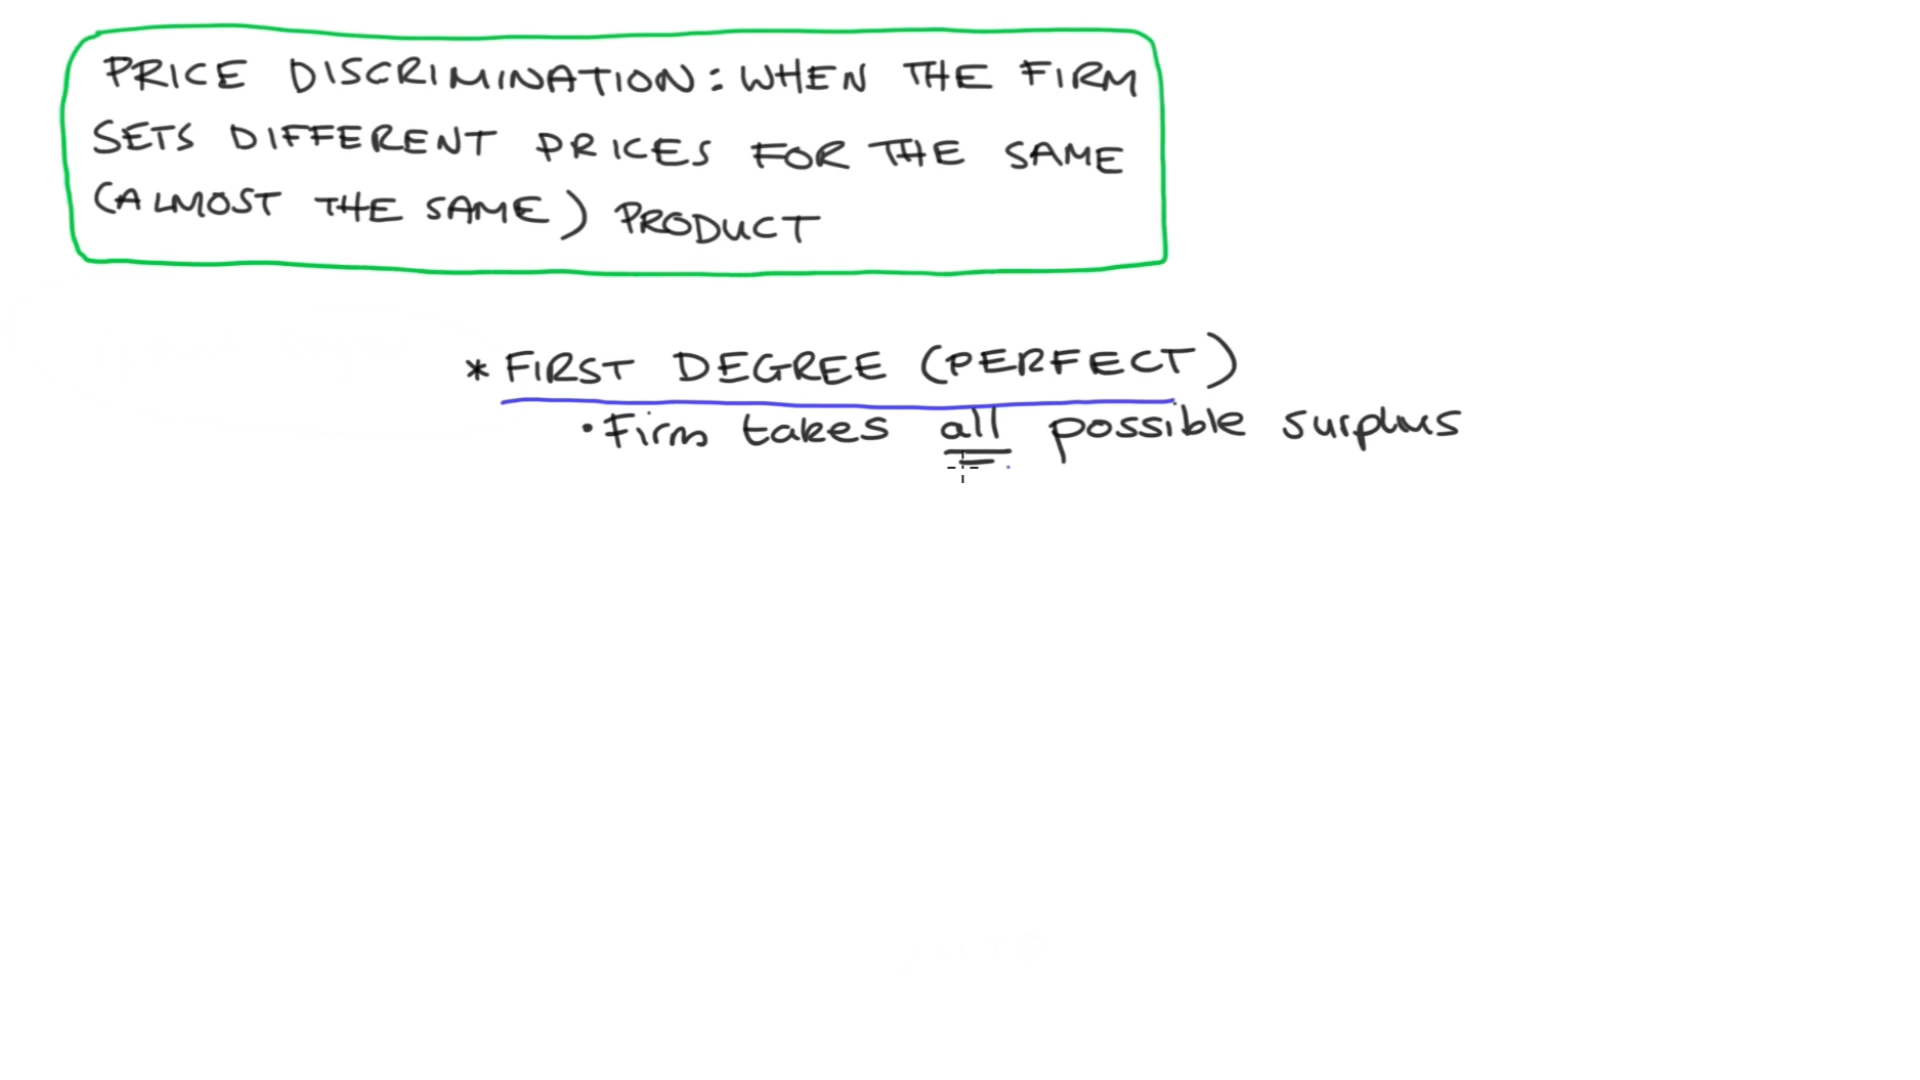 PRICE DISCRIMINATION: WHEN THE FIRM
SETS DIFFERENT PRICES FOR THE SAME
(ALMOST THE SAME) PRODUCT
* FIRST DEGREE (PERFECT)
• Firm takes all possible surplus